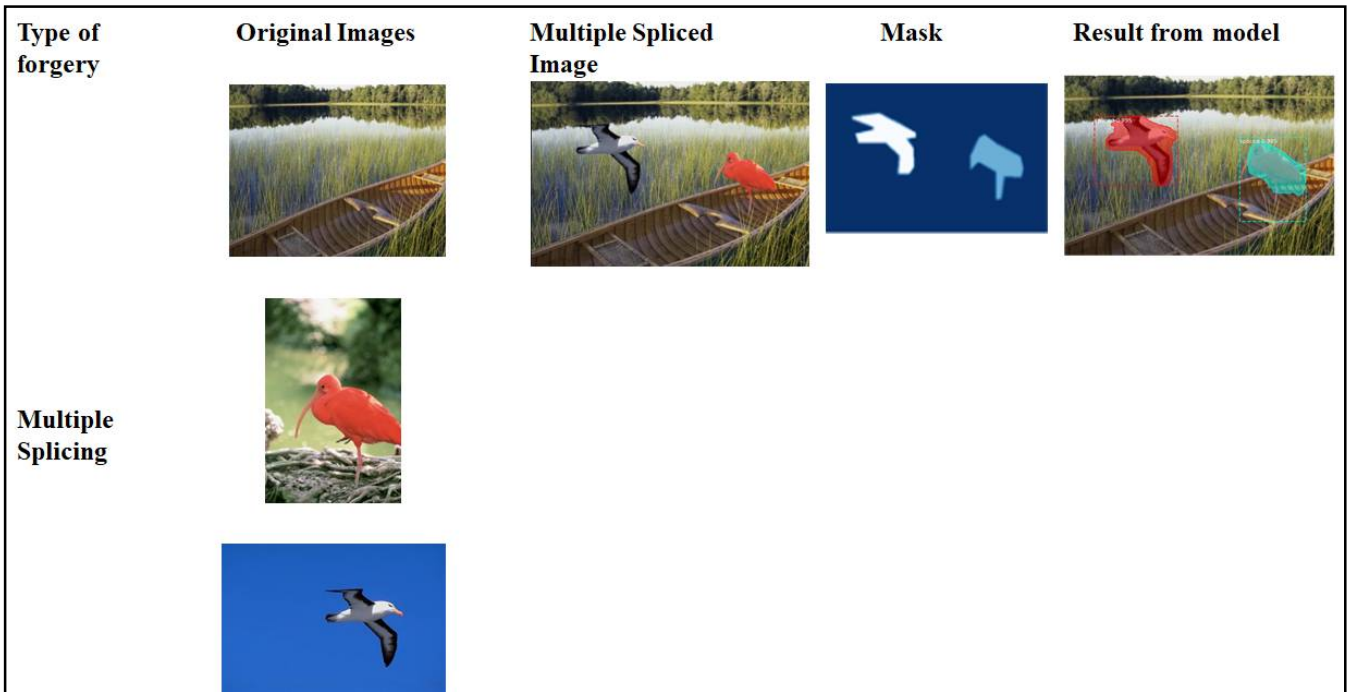 Type of
forgery
Original Images
Multiple Spliced
Image
Mask
Result from model
Multiple
Splicing